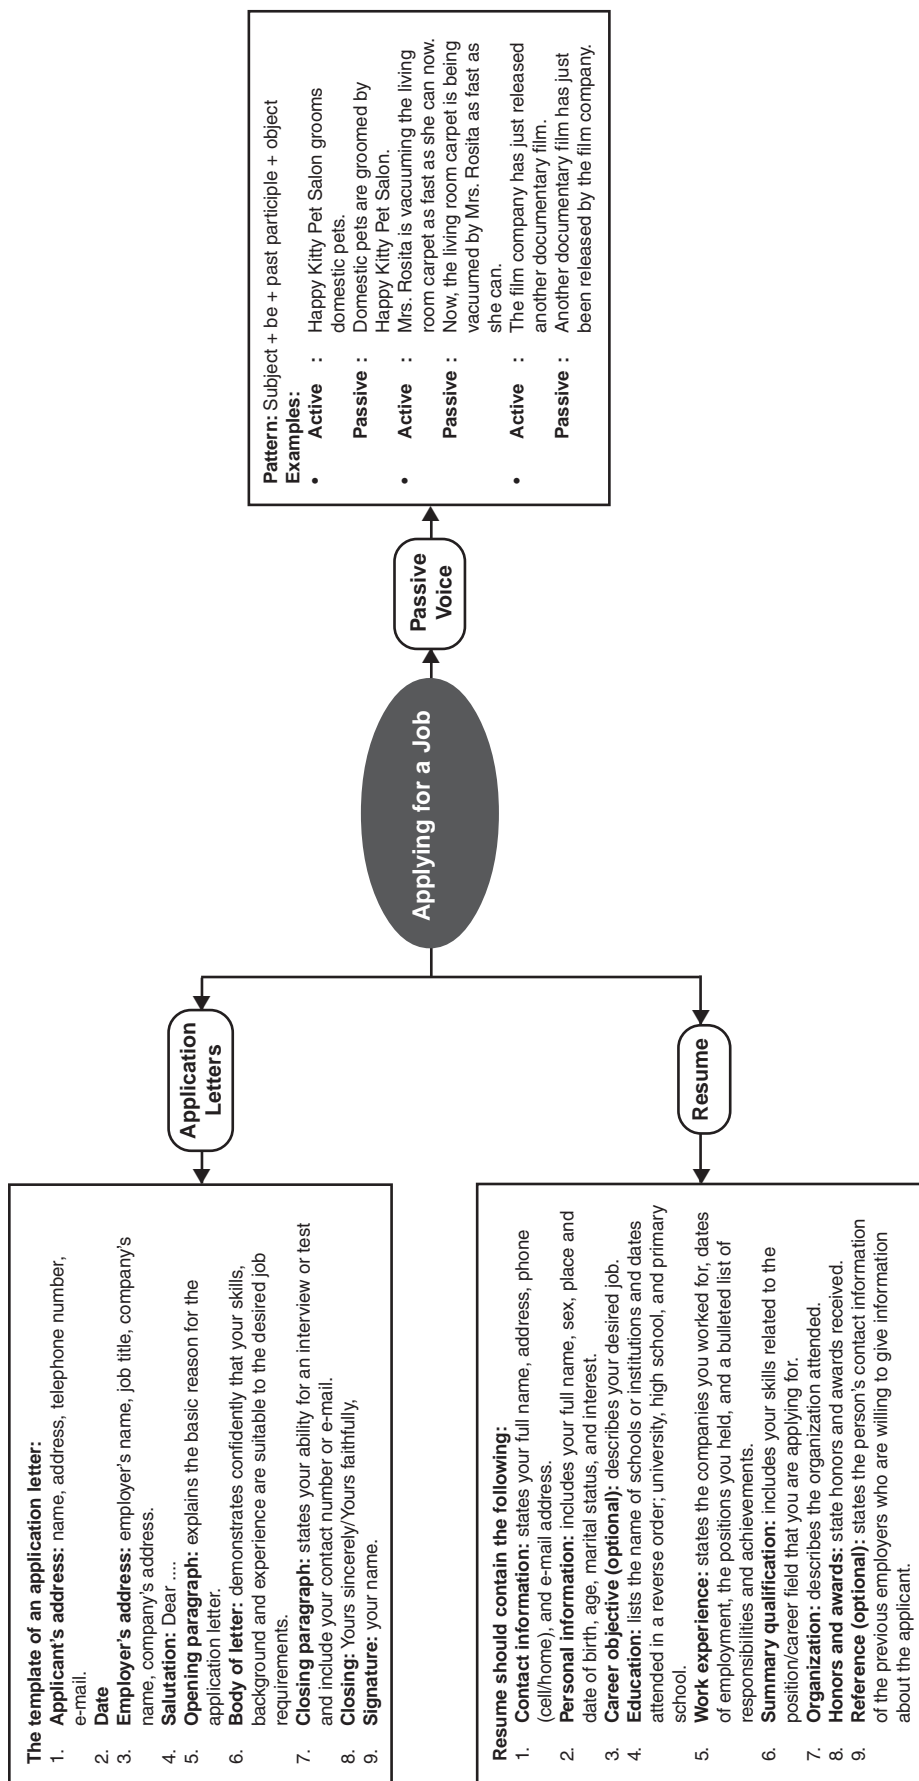 Applying for a Job
Application
Letters
The template of an application letter:
1. Applicant's address: name, address, telephone number,
e-mail.
2. Date
3. Employer's address: employer's name, job title, company's
name, company's address.
4. Salutation: Dear ....
5. Opening paragraph: explains the basic reason for the
application letter.
6. Body of letter: demonstrates confidently that your skills,
background and experience are suitable to the desired job
requirements.
7. Closing paragraph: states your ability for an interview or test
and include your contact number or e-mail.
8. Closing: Yours sincerely/Yours faithfully,
9. Signature: your name.
Resume
Resume should contain the following:
1. Contact information: states your full name, address, phone
(cell/home), and e-mail address.
2. Personal information: includes your full name, sex, place and
date of birth, age, marital status, and interest.
3. Career objective (optional): describes your desired job.
4. Education: lists the name of schools or institutions and dates
attended in a reverse order; university, high school, and primary
school.
5. Work experience: states the companies you worked for, dates
of employment, the positions you held, and a bulleted list of
responsibilities and achievements.
6. Summary qualification: includes your skills related to the
position/career field that you are applying for.
7. Organization: describes the organization attended.
8. Honors and awards: state honors and awards received.
9. Reference (optional): states the person's contact information
of the previous employers who are willing to give information
about the applicant.
Passive
Voice
Pattern: Subject + be + past participle + object
Examples:
• Active : Happy Kitty Pet Salon grooms
domestic pets.
Passive : Domestic pets are groomed by
Happy Kitty Pet Salon.
• Active : Mrs. Rosita is vacuuming the living
room carpet as fast as she can now.
Passive : Now, the living room carpet is being
vacuumed by Mrs. Rosita as fast as
she can.
• Active : The film company has just released
another documentary film.
Passive : Another documentary film has just
been released by the film company.